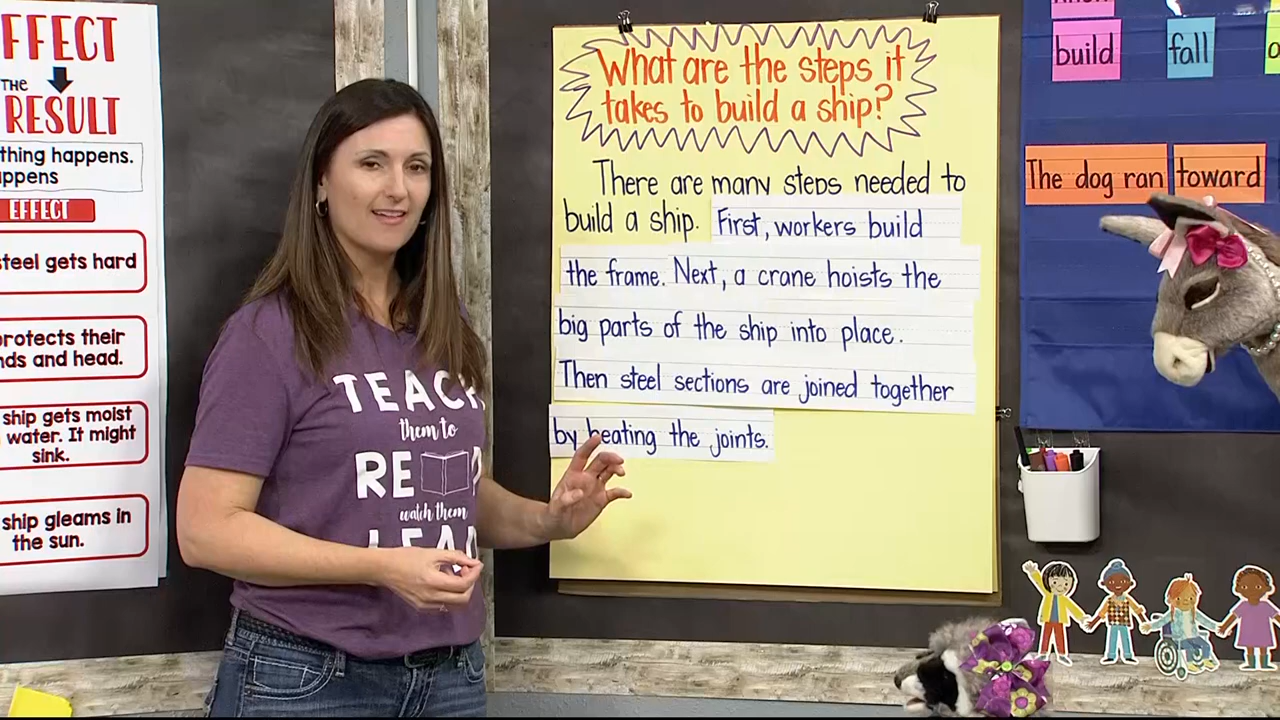 EFFECT
THE
RESULT
thing happens.
appens
EFFECT
steel gets hard
protects their
nds and head.
ship gets moist
water. It might
sink.
ship gleams in
the sun.
TEACH
them to
READ
watch them
LEAD
What are the steps it
takes to build a ship?
There are many steps needed to
build a ship. First, workers build
the frame. Next, a crane hoists the
big parts of the ship into place.
Then steel sections are joined together
by heating the joints.
build fall
The dog ran toward